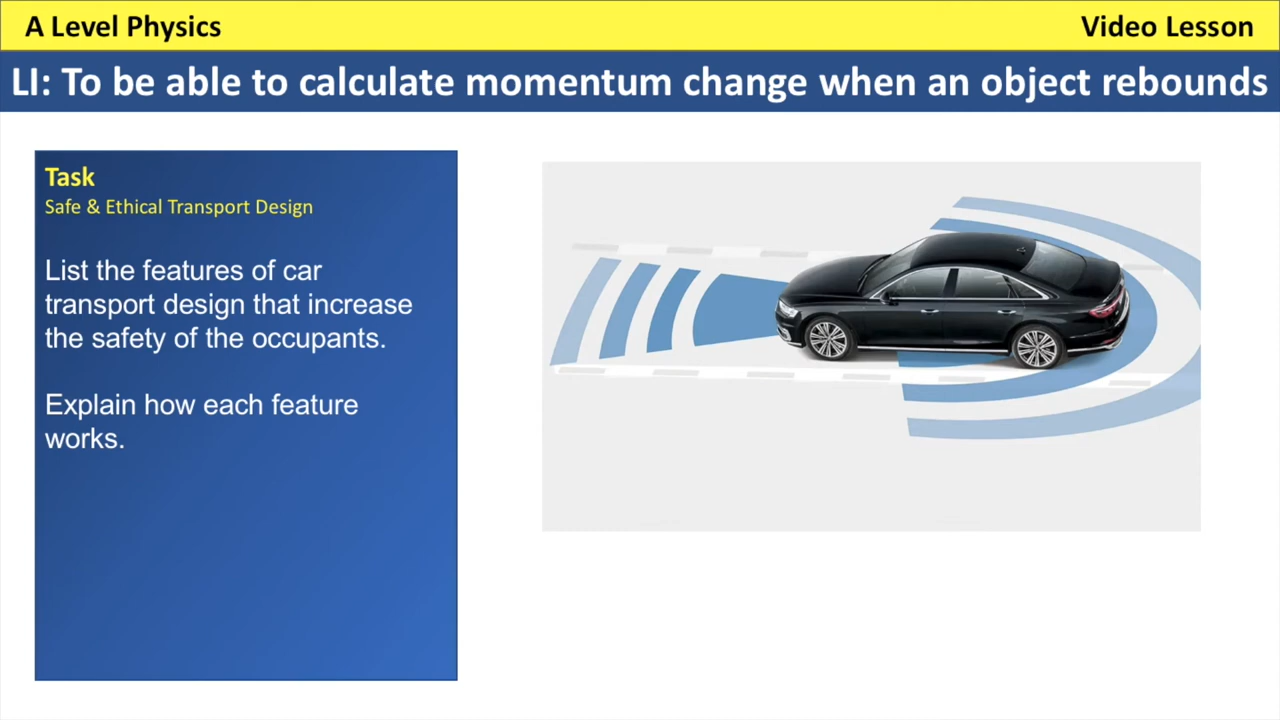 A Level Physics
Video Lesson
LI: To be able to calculate momentum change when an object rebounds
Task
Safe & Ethical Transport Design
List the features of car
transport design that increase
the safety of the occupants.
Explain how each feature
works.